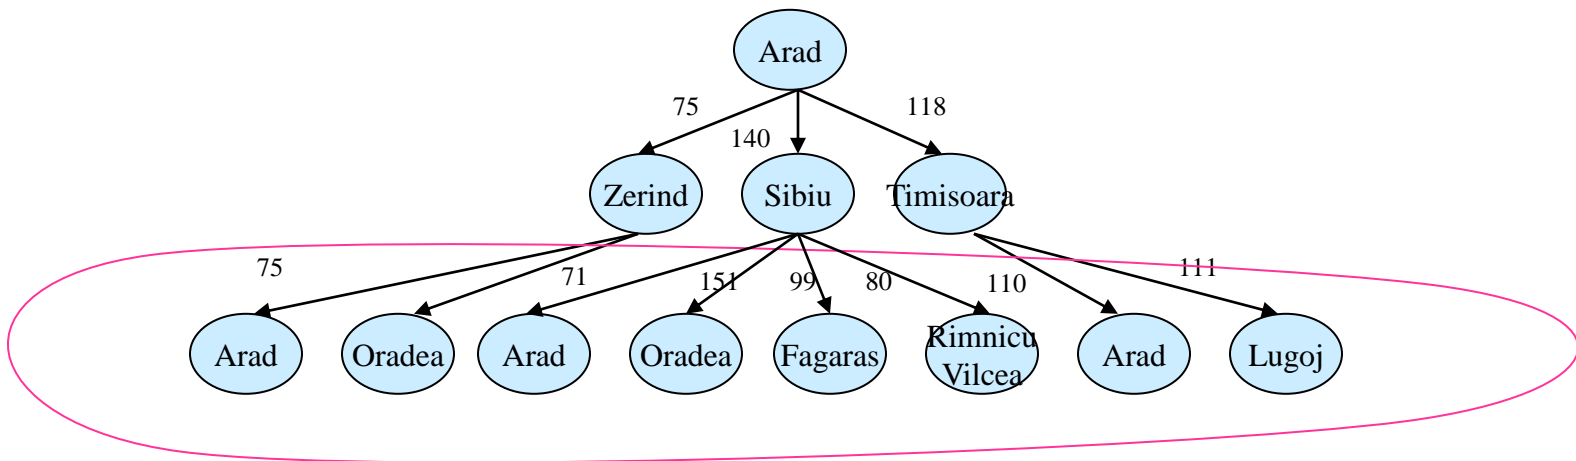 Arad
75
140
118
Zerind
Sibiu
Timisoara
75
71
151
99
80
110
111
Arad
Oradea
Arad
Oradea
Fagaras
Rimnicu
Vilcea
Arad
Lugoj